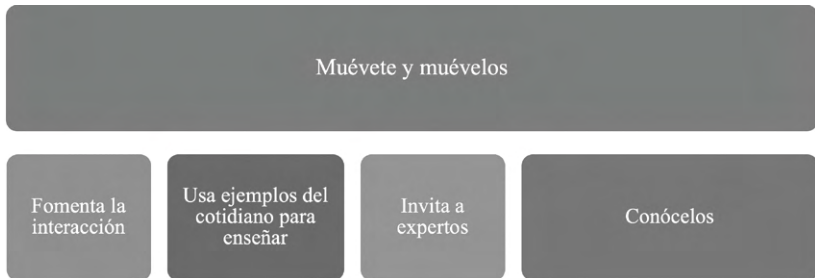 Muévete y muévelos
Fomenta la
interacción
Usa ejemplos del
cotidiano para
enseñar
Invita a
expertos
Conócelos